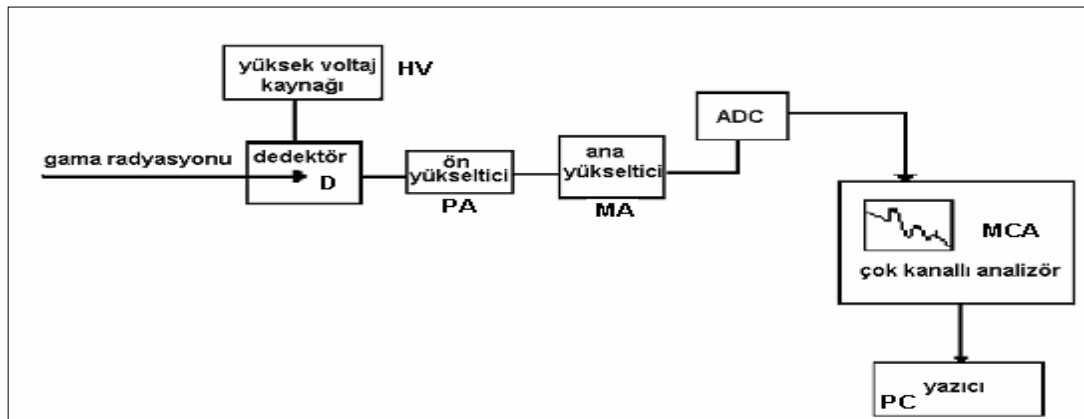 yüksek voltaj
kaynağı
HV
gama radyasyonu
dedektör
D
ön
yükseltici
PA
ana
yükseltici
MA
ADC
MCA
çok kanallı analizör
yazıcı
PC